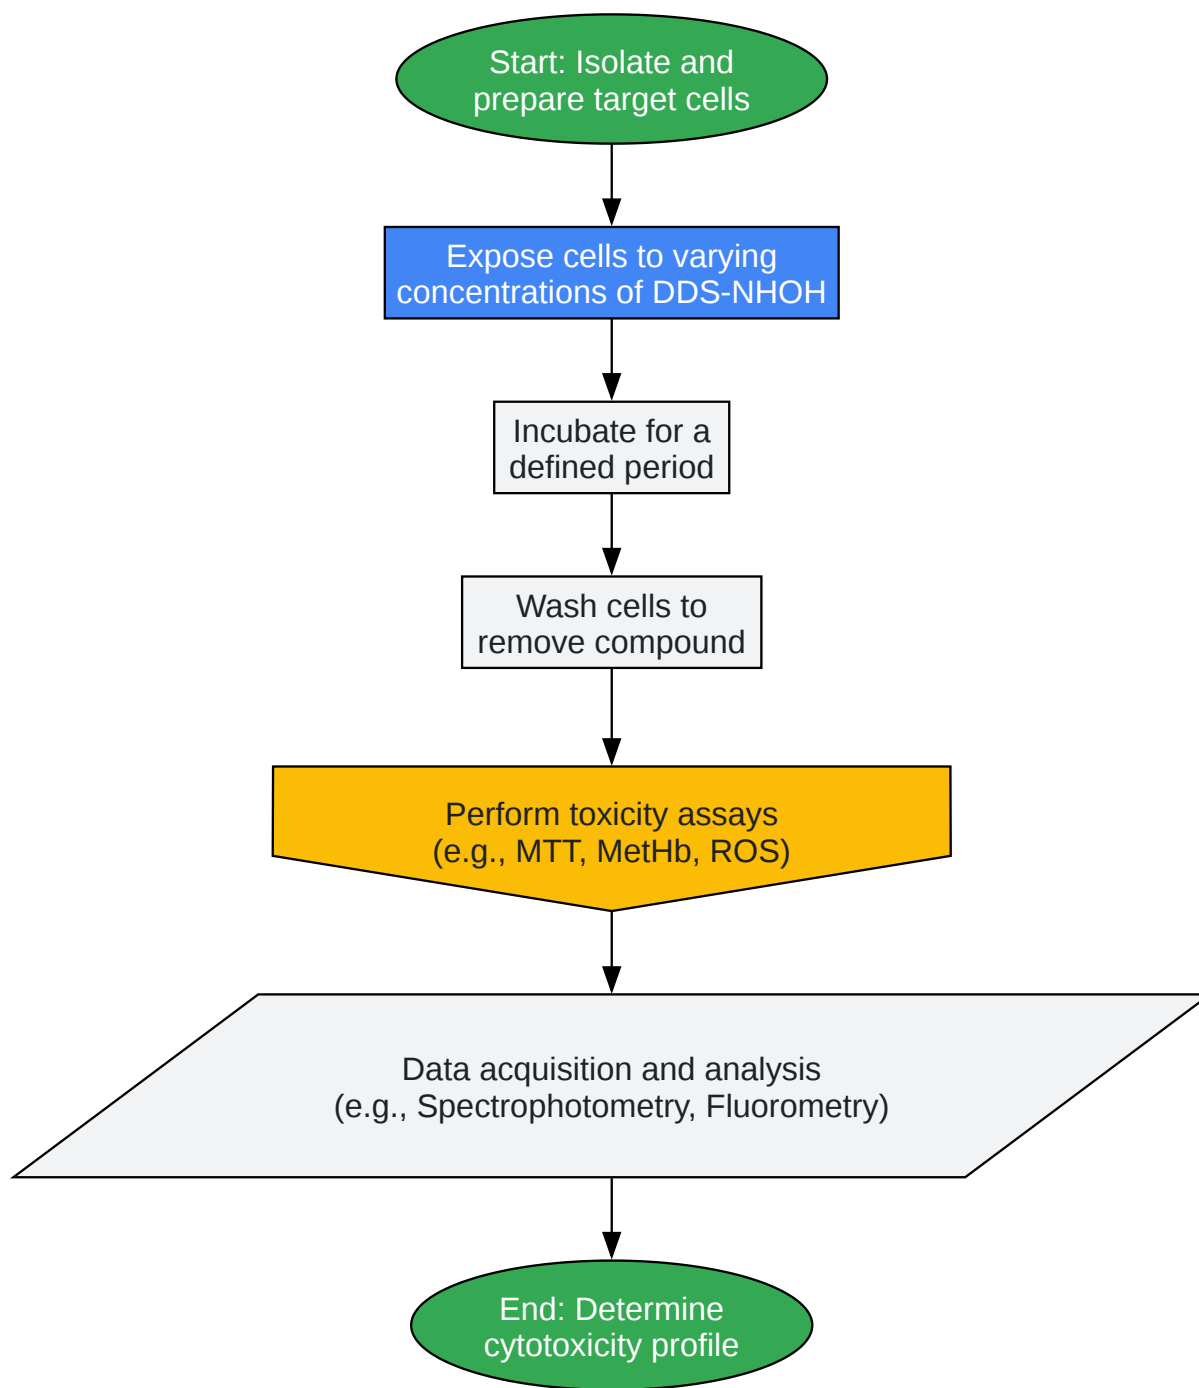 Start: Isolate and
prepare target cells
Expose cells to varying
concentrations of DDS-NHOH
Incubate for a
defined period
Wash cells to
remove compound
Perform toxicity assays
(e.g., MTT, MetHb, ROS)
Data acquisition and analysis
(e.g., Spectrophotometry, Fluorometry)
End: Determine
cytotoxicity profile